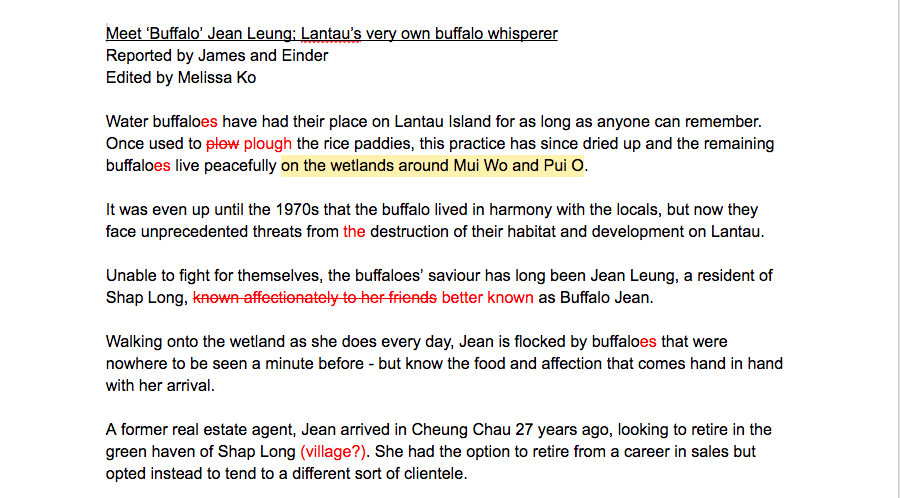 Meet ‘Buffalo’ Jean Leung; Lantau’s very own buffalo whisperer
Reported by James and Einder
Edited by Melissa Ko
Water buffaloes have had their place on Lantau Island for as long as anyone can remember.
Once used to plow plough the rice paddies, this practice has since dried up and the remaining
buffaloes live peacefully on the wetlands around Mui Wo and Pui O.
It was even up until the 1970s that the buffalo lived in harmony with the locals, but now they
face unprecedented threats from the destruction of their habitat and development on Lantau.
Unable to fight for themselves, the buffaloes’ saviour has long been Jean Leung, a resident of
Shap Long, known affectionately to her friends better known as Buffalo Jean.
Walking onto the wetland as she does every day, Jean is flocked by buffaloes that were
nowhere to be seen a minute before - but know the food and affection that comes hand in hand
with her arrival.
A former real estate agent, Jean arrived in Cheung Chau 27 years ago, looking to retire in the
green haven of Shap Long (village?). She had the option to retire from a career in sales but
opted instead to tend to a different sort of clientele.